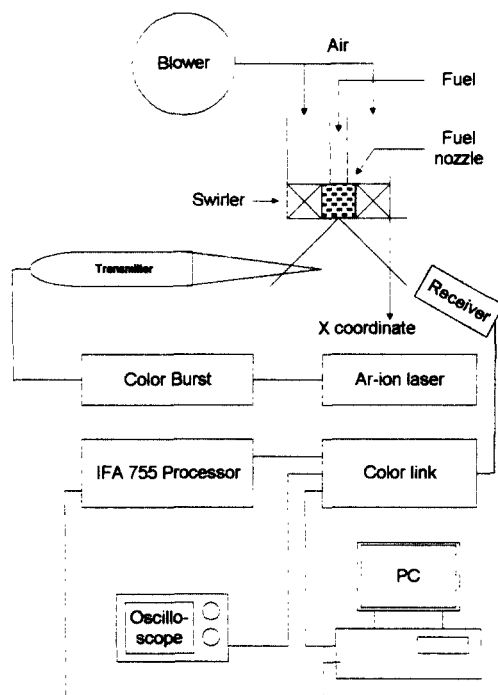 Air
Blower
Fuel
Fuel
nozzle
Swirler
Transmitter
Receiver
X coordinate
Color Burst
Ar-ion laser
IFA 755 Processor
Color link
PC
Oscillo-
scope